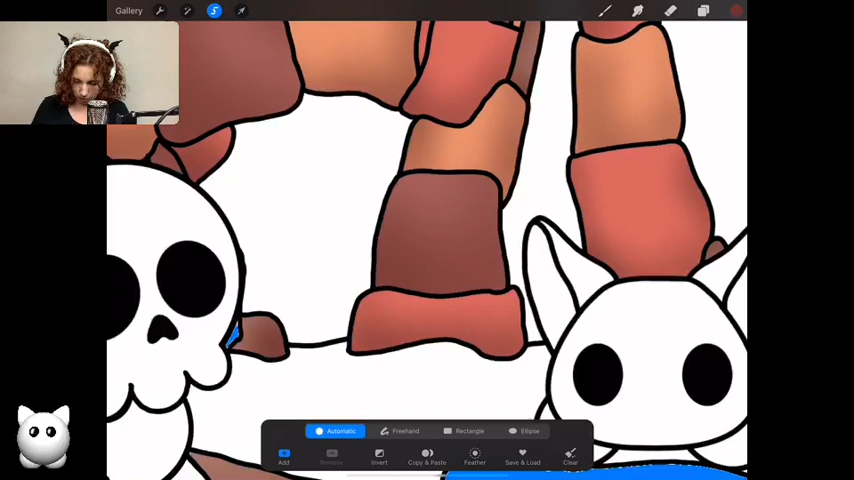 Gallery
Automatic Freehand Rectangle Ellipse
Add Remove Invert Copy & Paste Feather Save & Load Clear